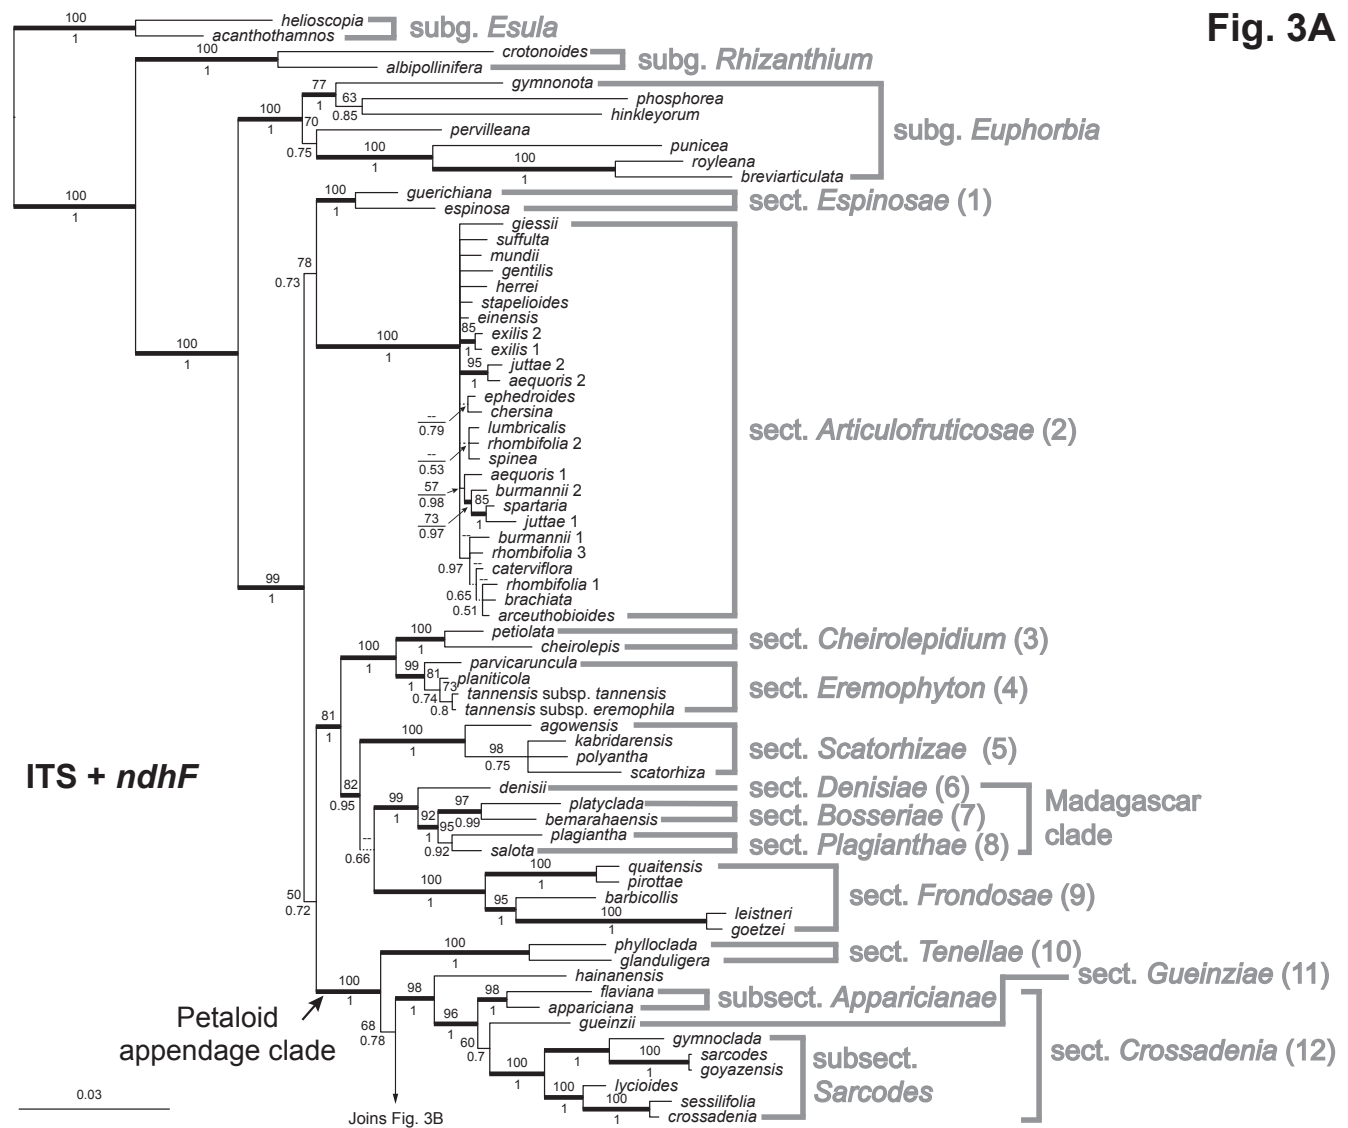 Fig. 3A
100
1
helioscopia
acanthothamnos
subg. Esula
100
1
crotonoides
albipollinifera
subg. Rhizanthium
77
1
gymnonota
63
0.85
phosphorea
hinkleyorum
100
1
70
0.75
pervilleana
100
1
punicea
100
1
royleana
breviarticulata
subg. Euphorbia
100
1
100
1
guerichiana
espinosa
sect. Espinosae (1)
78
0.73
giessii
suffulta
mundii
gentilis
herrei
stapelioides
einensis
85
1
exilis 2
exilis 1
100
1
95
1
juttae 2
aequoris 2
ephedroides
chersina
--
0.79
lumbricalis
rhombifolia 2
spinea
--
0.53
aequoris 1
57
0.98
burmannii 2
85
1
spartaria
juttae 1
73
0.97
burmannii 1
rhombifolia 3
--
0.97
caterviflora
--
0.65
rhombifolia 1
--
0.51
brachiata
arceuthobioides
sect. Articulofruticosae (2)
100
1
99
1
100
1
petiolata
cheirolepis
sect. Cheirolepidium (3)
100
1
99
1
parvicaruncula
81
0.74
planiticola
73
0.8
tannensis subsp. tannensis
tannensis subsp. eremophila
sect. Eremophyton (4)
81
1
100
1
agowensis
98
0.75
kabridarensis
polyantha
scatorhiza
sect. Scatorhizae (5)
ITS + ndhF
82
0.95
99
1
denisii
sect. Denisiae (6)
92
1
97
0.99
platyclada
bemarahaensis
sect. Bosseriae (7)
95
0.92
plagiantha
salota
sect. Plagianthae (8)
Madagascar
clade
--
0.66
100
1
100
1
quaitensis
pirottae
95
1
barbicollis
100
1
leistneri
goetzei
sect. Frondosae (9)
50
0.72
100
1
phylloclada
glanduligera
sect. Tenellae (10)
100
1
Petaloid
appendage clade
98
1
hainanensis
sect. Gueinziae (11)
98
1
flaviana
appariciana
subsect. Apparicianae
96
1
gueinzii
68
0.78
60
0.7
gymnoclada
1
100
1
sarcodes
goyazensis
100
1
100
1
lycioides
100
1
sessilifolia
crossadenia
subsect.
Sarcodes
sect. Crossadenia (12)
0.03
Joins Fig. 3B